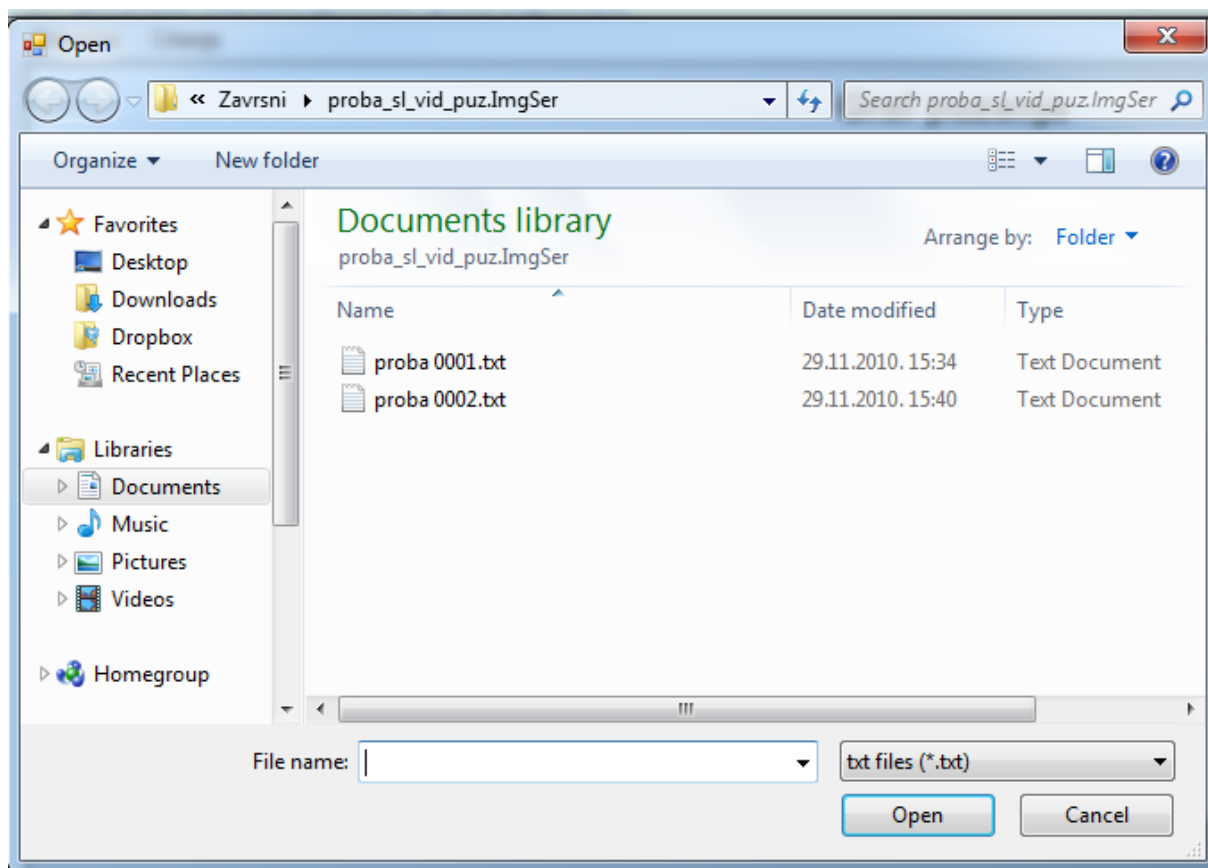 Open
« Zavrsni ▸ proba_sl_vid_puz.ImgSer
Search proba_sl_vid_puz.ImgSer
Organize New folder
Favorites
Desktop
Downloads
Dropbox
Recent Places
Libraries
Documents
Music
Pictures
Videos
Homegroup
Documents library
proba_sl_vid_puz.ImgSer
Arrange by: Folder
Name Date modified Type
proba 0001.txt 29.11.2010. 15:34 Text Document
proba 0002.txt 29.11.2010. 15:40 Text Document
File name:
txt files (*.txt)
Open Cancel